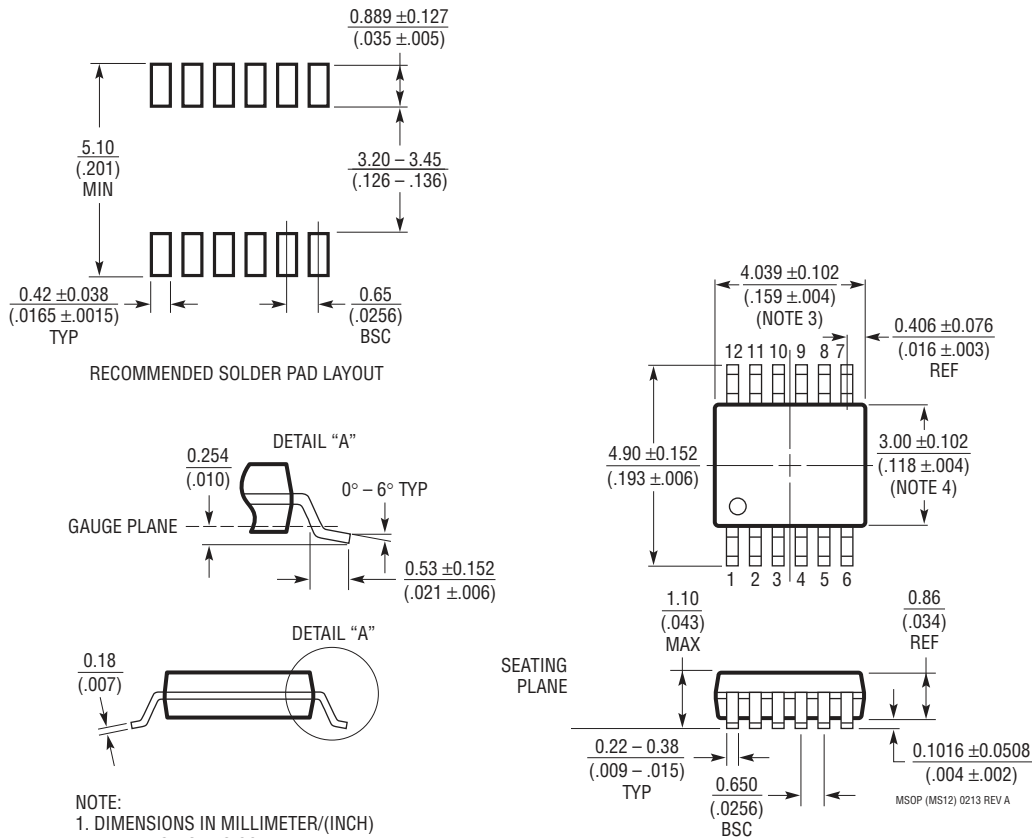 0.889 ±0.127
(.035 ±.005)
5.10
(.201)
MIN
3.20 – 3.45
(.126 – .136)
0.42 ±0.038
(.0165 ±.0015)
TYP
0.65
(.0256)
BSC
RECOMMENDED SOLDER PAD LAYOUT
4.039 ±0.102
(.159 ±.004)
(NOTE 3)
0.406 ±0.076
(.016 ±.003)
REF
12 11 10 9 8 7
4.90 ±0.152
(.193 ±.006)
3.00 ±0.102
(.118 ±.004)
(NOTE 4)
1 2 3 4 5 6
DETAIL “A”
0.254
(.010)
0° – 6° TYP
GAUGE PLANE
0.53 ±0.152
(.021 ±.006)
DETAIL “A”
0.18
(.007)
1.10
(.043)
MAX
0.86
(.034)
REF
SEATING
PLANE
0.22 – 0.38
(.009 – .015)
TYP
0.650
(.0256)
BSC
0.1016 ±0.0508
(.004 ±.002)
MSOP (MS12) 0213 REV A
NOTE:
1. DIMENSIONS IN MILLIMETER/(INCH)